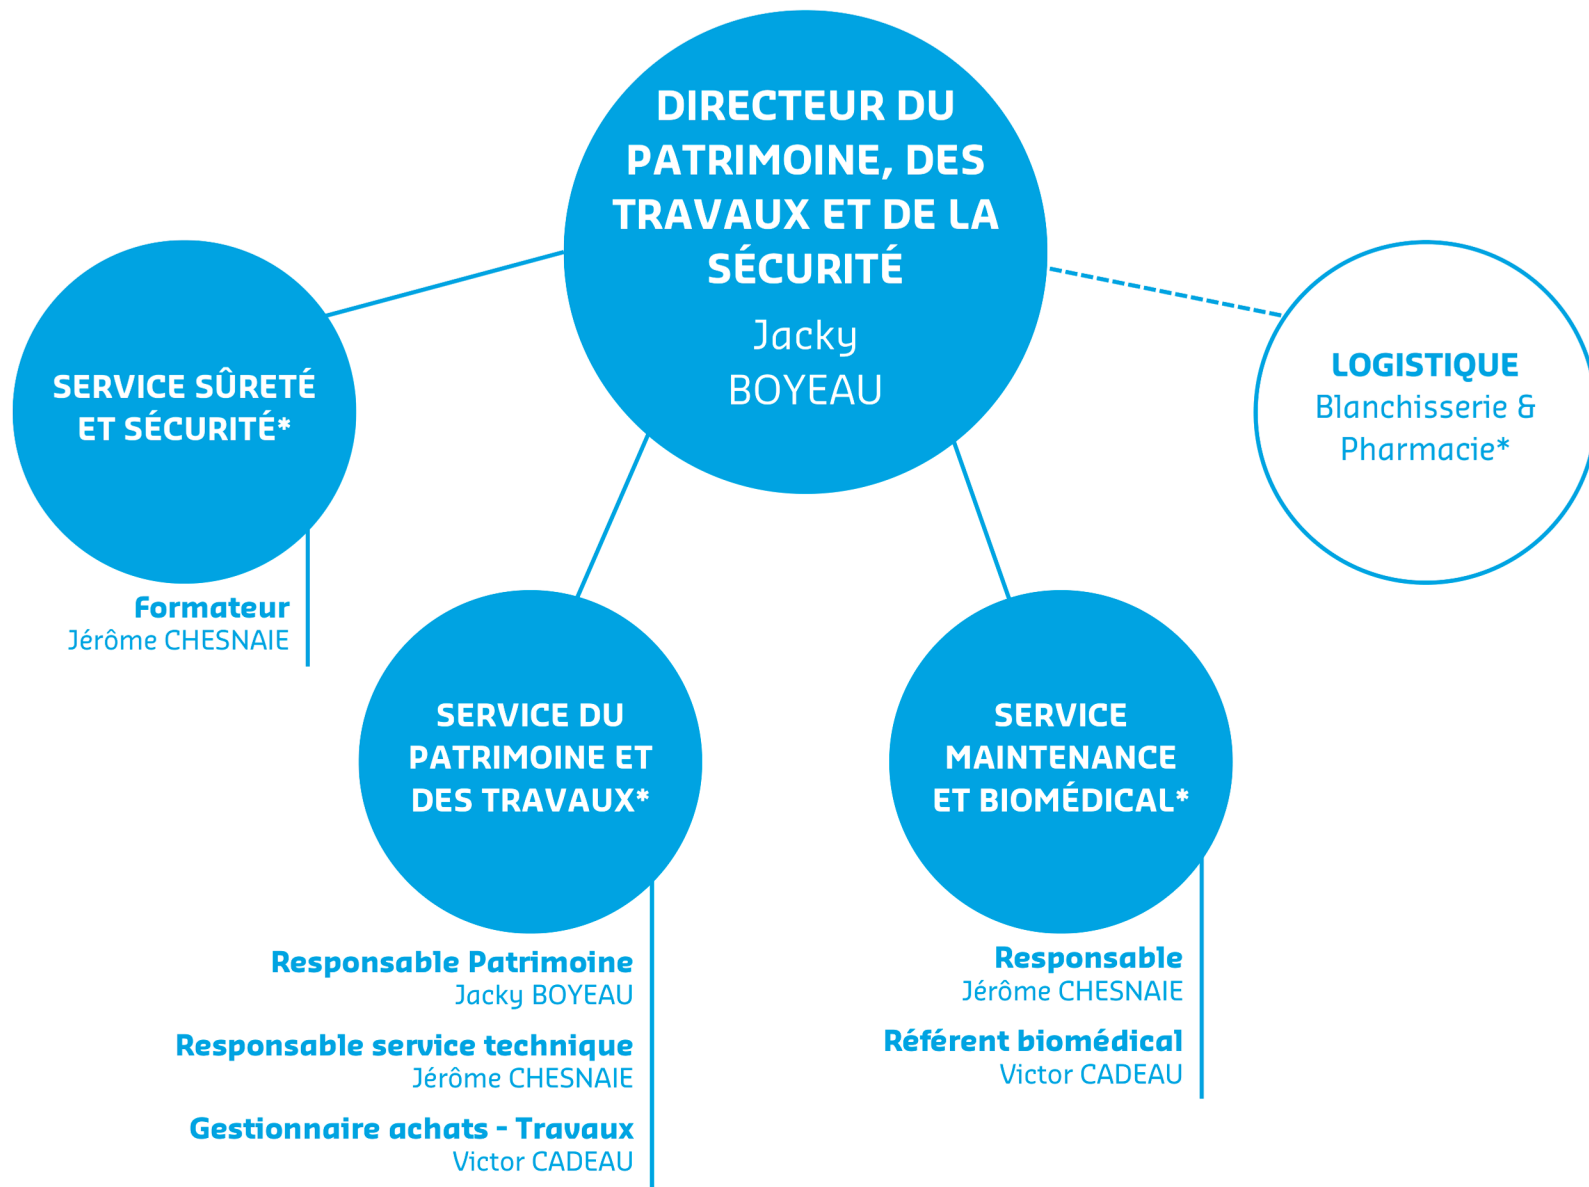 DIRECTEUR DU
PATRIMOINE, DES
TRAVAUX ET DE LA
SÉCURITÉ
Jacky
BOYEAU
SERVICE SÛRETÉ
ET SÉCURITÉ*
Formateur
Jérôme CHESNAIE
LOGISTIQUE
Blanchisserie &
Pharmacie*
SERVICE DU
PATRIMOINE ET
DES TRAVAUX*
Responsable Patrimoine
Jacky BOYEAU
Responsable service technique
Jérôme CHESNAIE
Gestionnaire achats - Travaux
Victor CADEAU
SERVICE
MAINTENANCE
ET BIOMÉDICAL*
Responsable
Jérôme CHESNAIE
Référent biomédical
Victor CADEAU